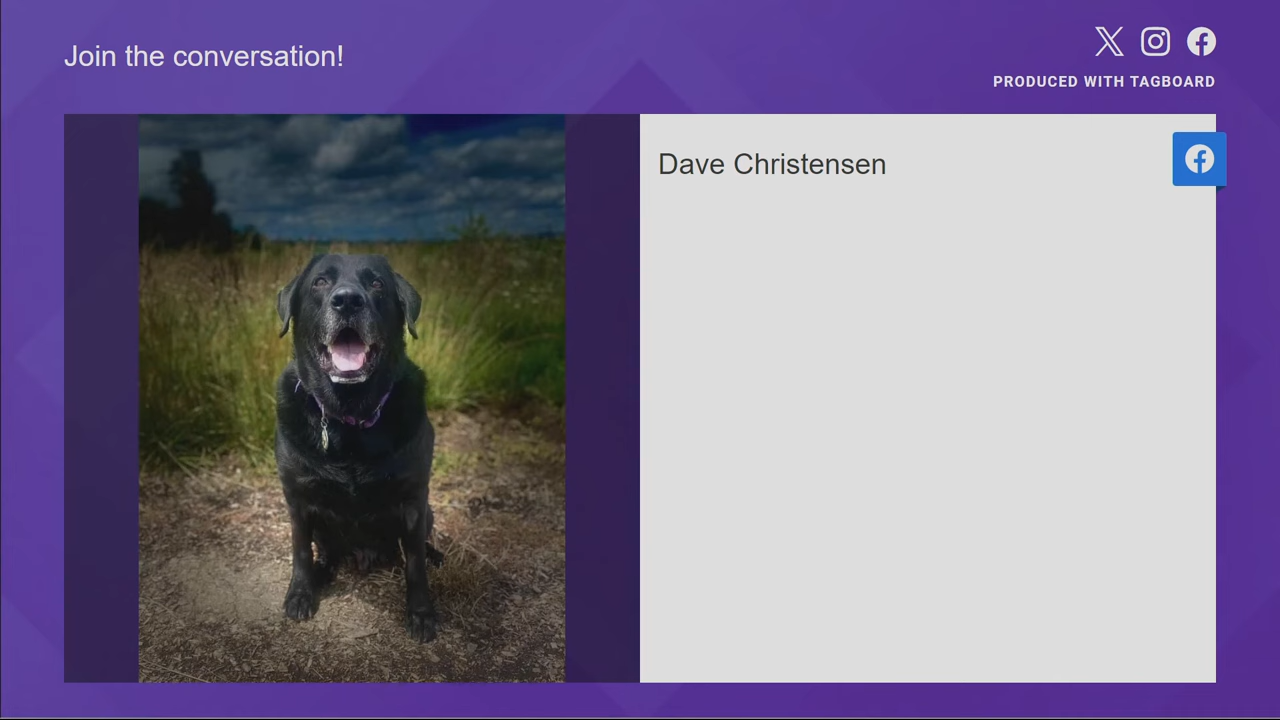 Join the conversation!
PRODUCED WITH TAGBOARD
Dave Christensen